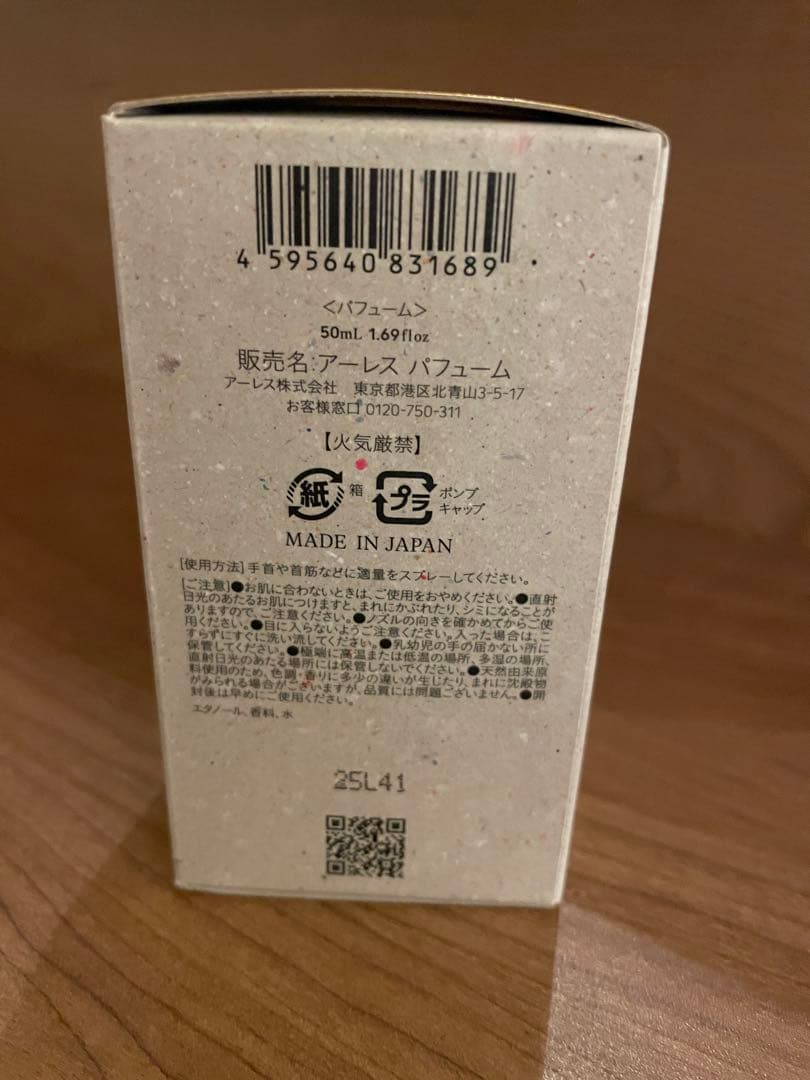 4 595640 831689
<パフューム>
50mL 1.69floz
販売名:アーレス パフューム
アーレス株式会社 東京都港区北青山3-5-17
お客様窓口 0120-750-311
【火気厳禁】
紙 箱 プラ ポンプ
キャップ
MADE IN JAPAN
[使用方法] 手首や首筋などに適量をスプレーしてください。
[ご注意]●お肌に合わないときは、ご使用をおやめください。●直射
日光のあたるお肌につけますと、まれにかぶれたり、シミになることが
ありますので、ご注意ください。●ノズルの向きを確かめてからご使
用ください。●目に入らないようご注意ください。入った場合は、こ
すらずにすぐに洗い流してください。●乳幼児の手の届かない所に
保管してください。●極端に高温または低温の場所、多湿の場所、
直射日光のあたる場所には保管しないでください。●天然由来原
料使用のため、色調・香りに多少の違いが生じたり、まれに沈殿物
がみられる場合がございますが、品質には問題ございません。●開
封後は早めにご使用ください。
エタノール、香料、水
25L41